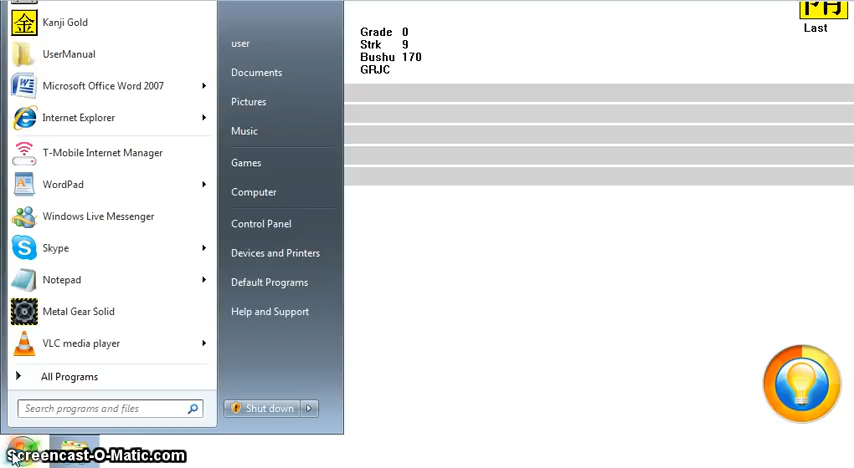 金
Kanji Gold
UserManual
Microsoft Office Word 2007
Internet Explorer
T-Mobile Internet Manager
WordPad
Windows Live Messenger
Skype
Notepad
Metal Gear Solid
VLC media player
All Programs
Search programs and files
user
Documents
Pictures
Music
Games
Computer
Control Panel
Devices and Printers
Default Programs
Help and Support
Shut down
Grade 0
Strk 9
Bushu 170
GRJC
Last
Screencast-O-Matic.com